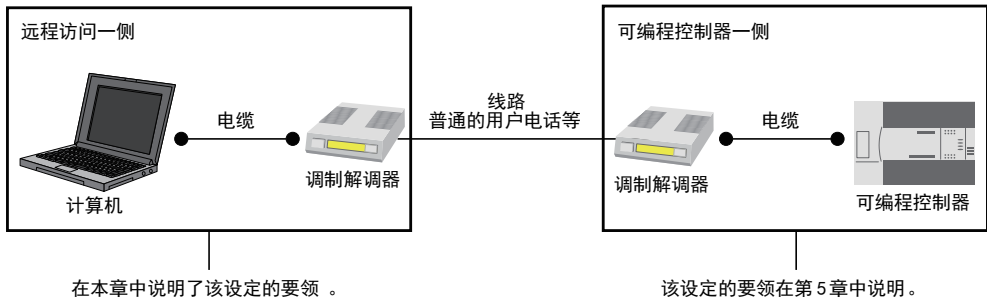 远程访问一侧
电缆
调制解调器
计算机
线路
普通的用户电话等
可编程控制器一侧
电缆
调制解调器
可编程控制器
在本章中说明了该设定的要领 。
该设定的要领在第5章中说明。